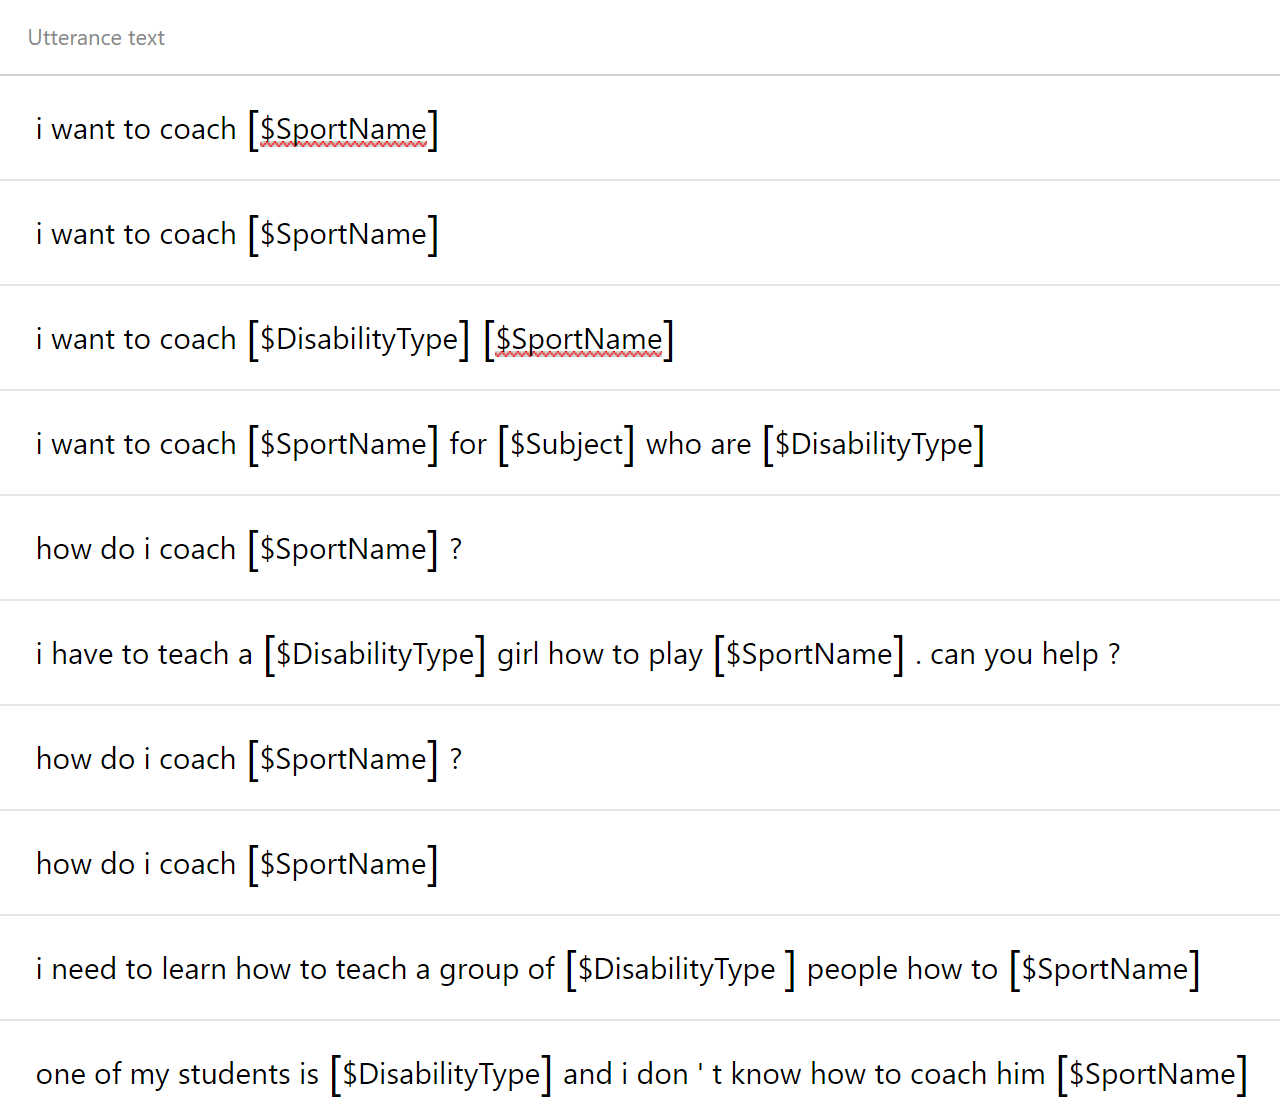 Utterance text
i want to coach [$SportName]
i want to coach [$SportName]
i want to coach [$DisabilityType] [$SportName]
i want to coach [$SportName] for [$Subject] who are [$DisabilityType]
how do i coach [$SportName] ?
i have to teach a [$DisabilityType] girl how to play [$SportName] . can you help ?
how do i coach [$SportName] ?
how do i coach [$SportName]
i need to learn how to teach a group of [$DisabilityType ] people how to [$SportName]
one of my students is [$DisabilityType] and i don ' t know how to coach him [$SportName]